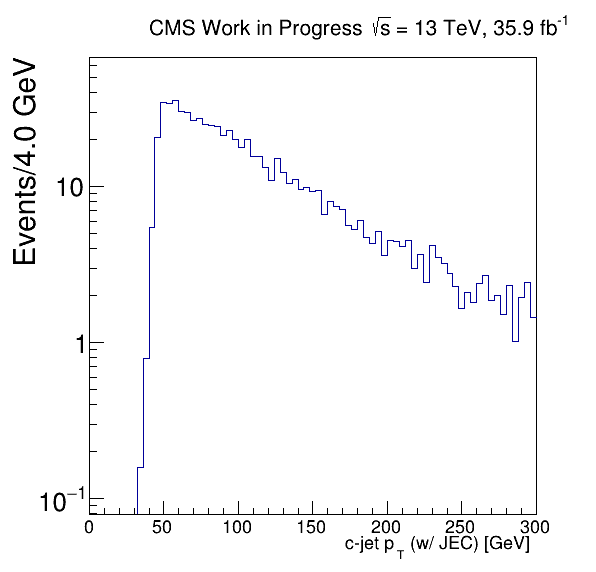 CMS Work in Progress √s = 13 TeV, 35.9 fb⁻¹
Events/4.0 GeV
10
1
10⁻¹
0 50 100 150 200 250 300
c-jet p_T (w/ JEC) [GeV]